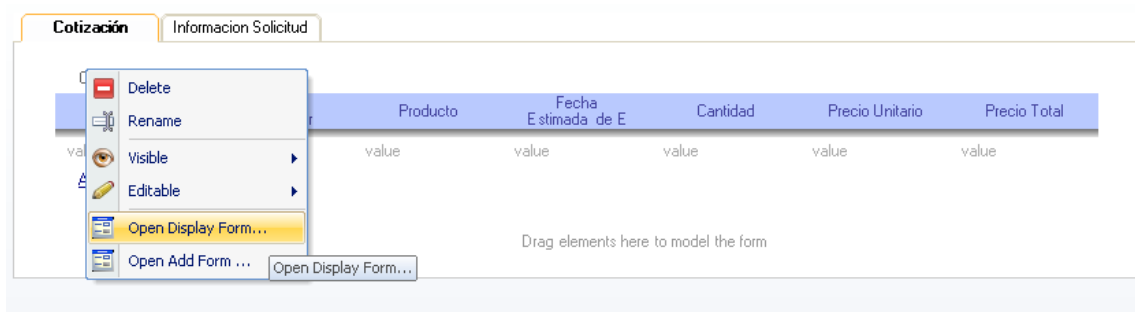 Cotización Informacion Solicitud
Delete
Rename
Producto
Fecha
Estimada de E
Cantidad
Precio Unitario
Precio Total
Visible
value value value value value
Editable
Open Display Form...
Drag elements here to model the form
Open Add Form ...
Open Display Form...